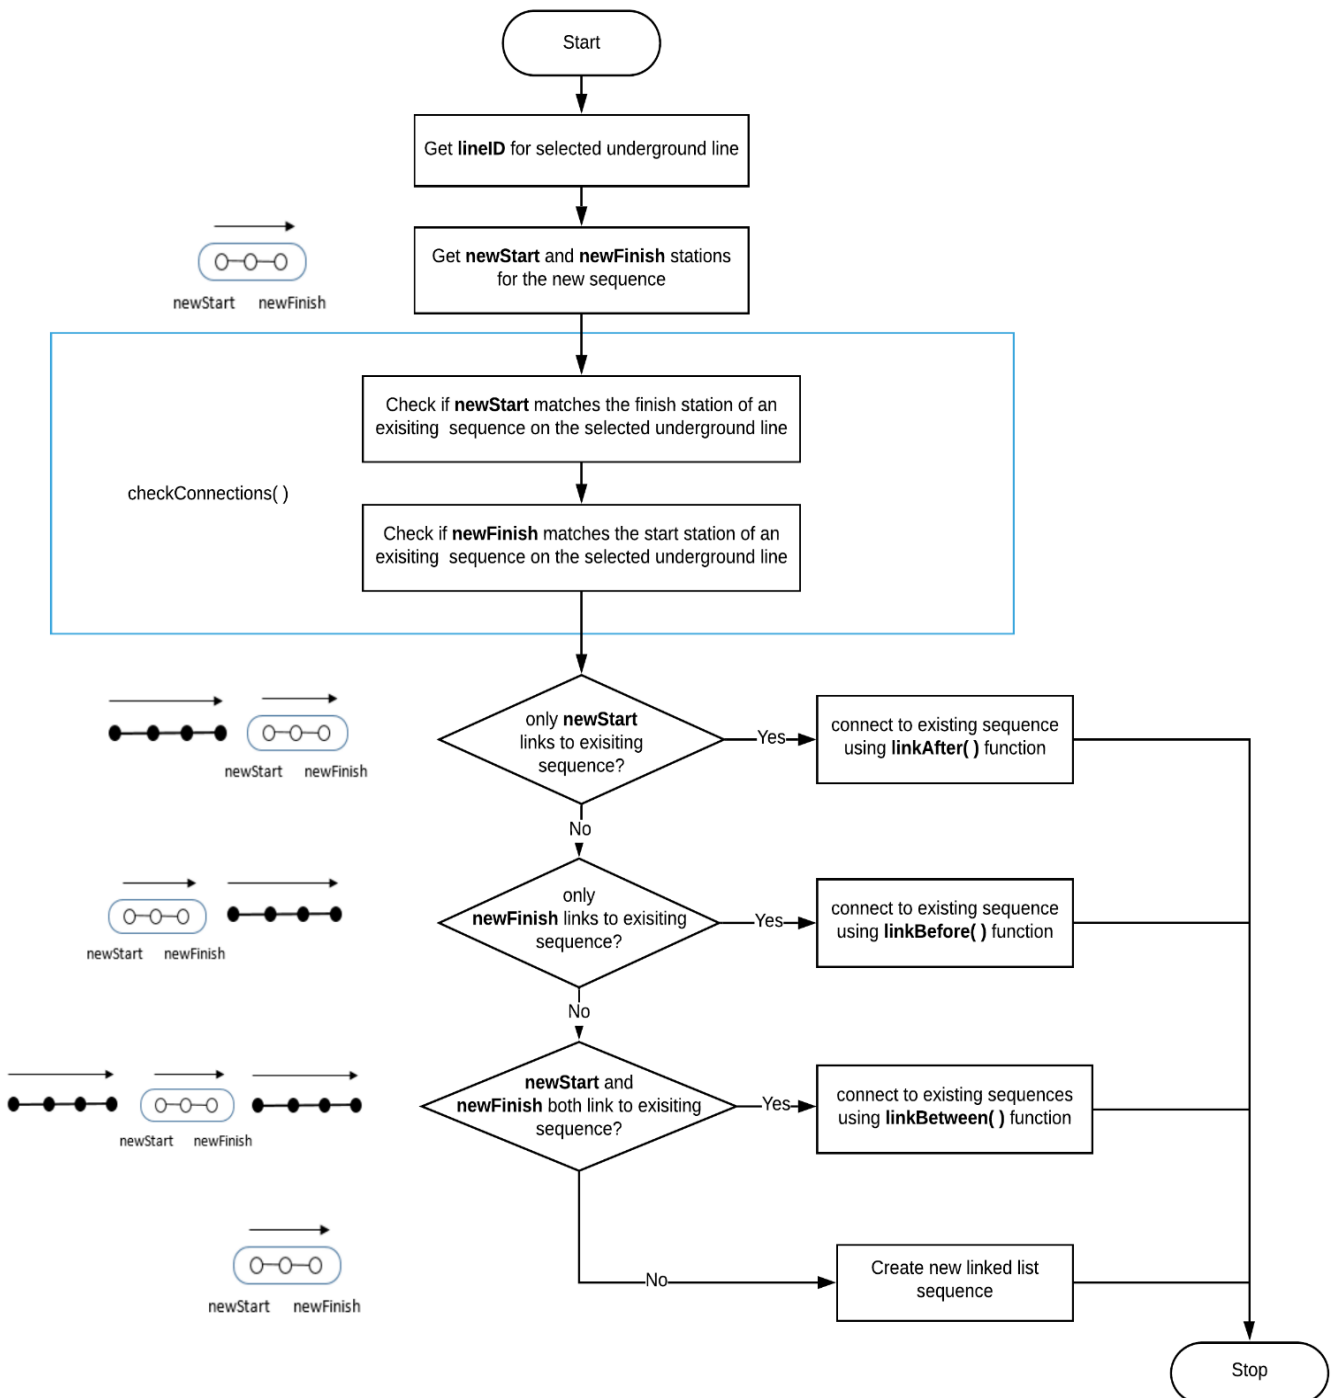 Start
Get lineID for selected underground line
Get newStart and newFinish stations
for the new sequence
newStart newFinish
Check if newStart matches the finish station of an
exisiting sequence on the selected underground line
checkConnections( )
Check if newFinish matches the start station of an
exisiting sequence on the selected underground line
only newStart
links to exisiting
sequence?
Yes
connect to existing sequence
using linkAfter( ) function
newStart newFinish
No
only
newFinish links to exisiting
sequence?
Yes
connect to existing sequence
using linkBefore( ) function
newStart newFinish
No
newStart and
newFinish both link to exisiting
sequence?
Yes
connect to existing sequences
using linkBetween( ) function
newStart newFinish
No
Create new linked list
sequence
newStart newFinish
Stop